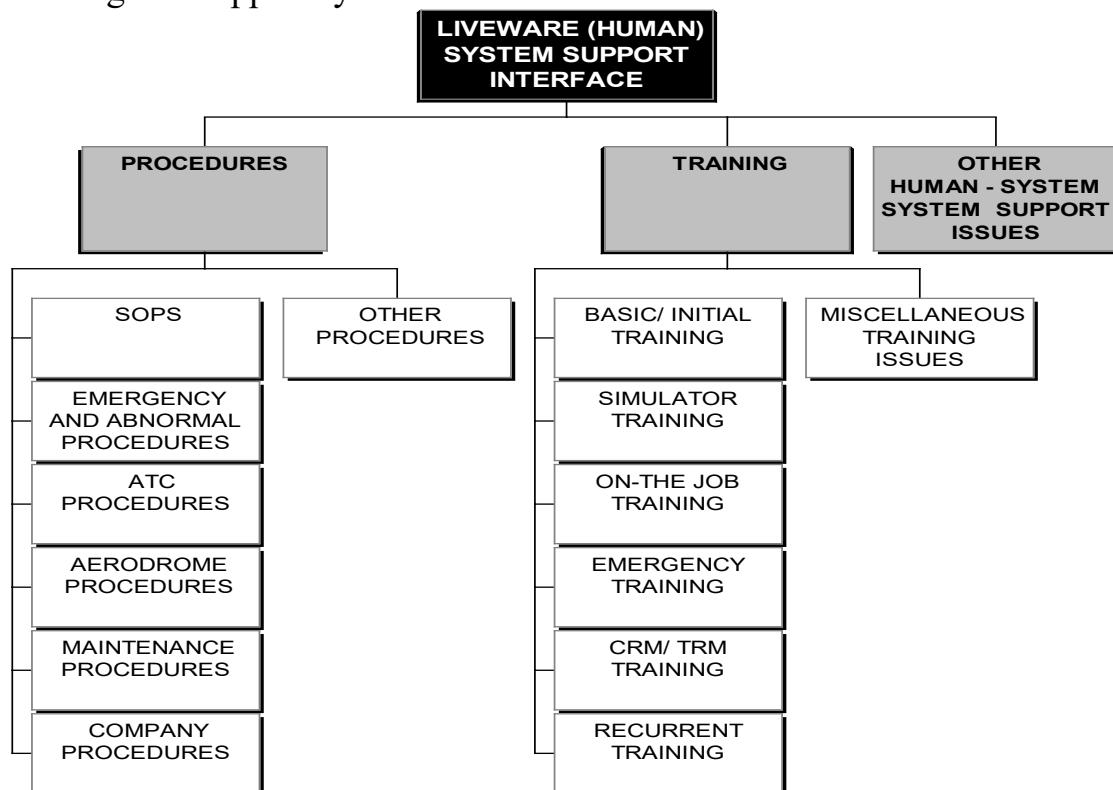 LIVEWARE (HUMAN)
SYSTEM SUPPORT
INTERFACE
PROCEDURES
TRAINING
OTHER
HUMAN - SYSTEM
SYSTEM SUPPORT
ISSUES
SOPS
OTHER
PROCEDURES
EMERGENCY
AND ABNORMAL
PROCEDURES
ATC
PROCEDURES
AERODROME
PROCEDURES
MAINTENANCE
PROCEDURES
COMPANY
PROCEDURES
BASIC/ INITIAL
TRAINING
MISCELLANEOUS
TRAINING
ISSUES
SIMULATOR
TRAINING
ON-THE JOB
TRAINING
EMERGENCY
TRAINING
CRM/ TRM
TRAINING
RECURRENT
TRAINING